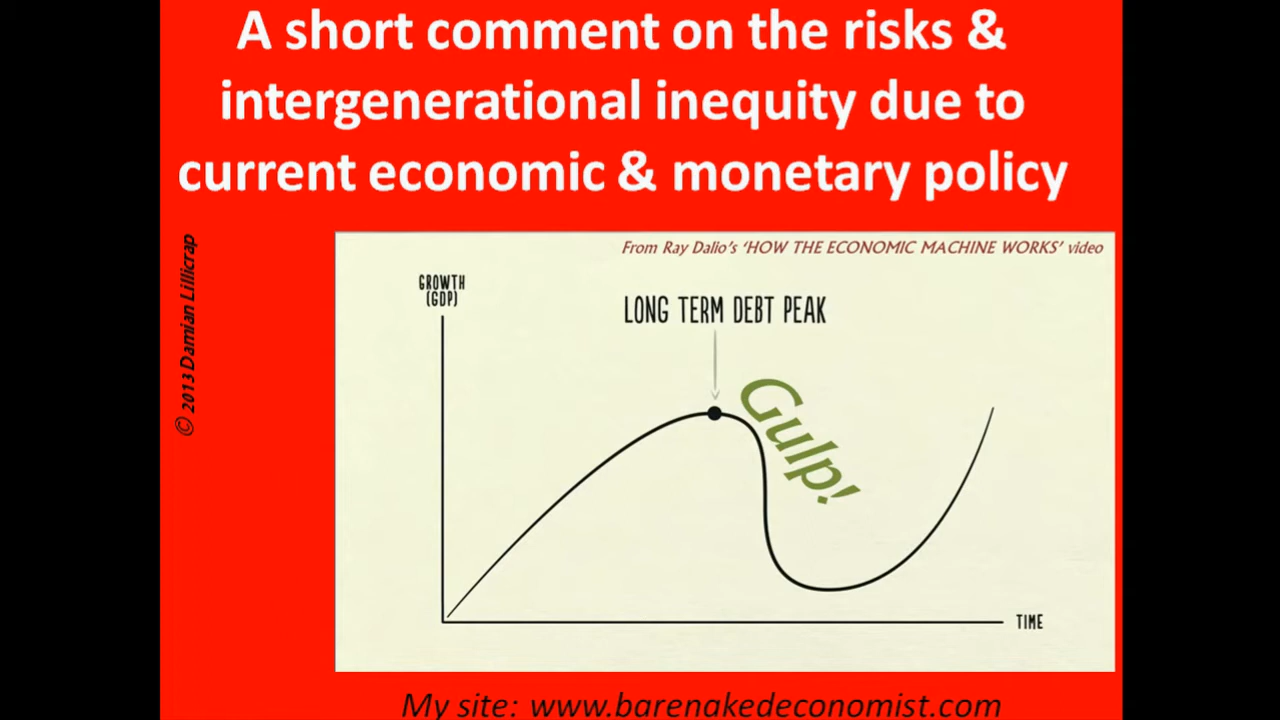 A short comment on the risks &
intergenerational inequity due to
current economic & monetary policy
© 2013 Damian Lillicrap
From Ray Dalio's 'HOW THE ECONOMIC MACHINE WORKS' video
GROWTH
(GDP)
LONG TERM DEBT PEAK
Gulp!
TIME
My site: www.barenakedeconomist.com